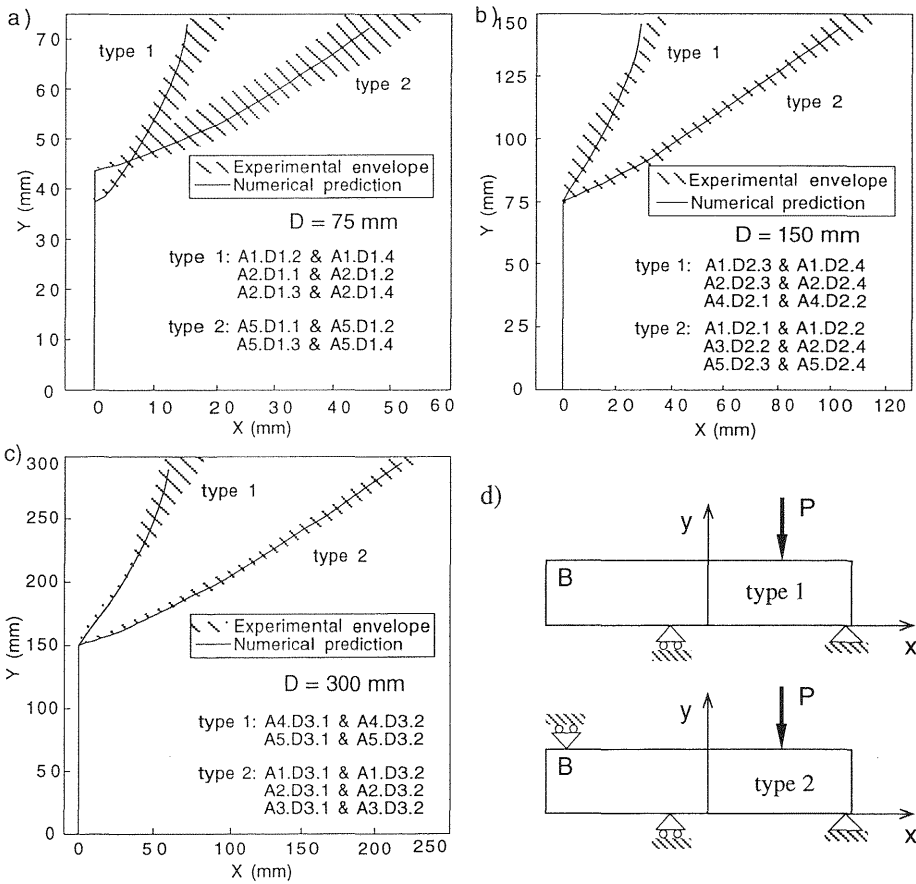 a)
70
60
50
40
30
20
10
0
Y (mm)
type 1
type 2
Experimental envelope
Numerical prediction
D = 75 mm
type 1: A1.D1.2 & A1.D1.4
A2.D1.1 & A2.D1.2
A2.D1.3 & A2.D1.4
type 2: A5.D1.1 & A5.D1.2
A5.D1.3 & A5.D1.4
0 10 20 30 40 50 60
X (mm)
b)
150
125
100
75
50
25
0
Y (mm)
type 1
type 2
Experimental envelope
Numerical prediction
D = 150 mm
type 1: A1.D2.3 & A1.D2.4
A2.D2.3 & A2.D2.4
A4.D2.1 & A4.D2.2
type 2: A1.D2.1 & A1.D2.2
A3.D2.2 & A2.D2.4
A5.D2.3 & A5.D2.4
0 20 40 60 80 100 120
X (mm)
c)
300
250
200
150
100
50
0
Y (mm)
type 1
type 2
Experimental envelope
Numerical prediction
D = 300 mm
type 1: A4.D3.1 & A4.D3.2
A5.D3.1 & A5.D3.2
type 2: A1.D3.1 & A1.D3.2
A2.D3.1 & A2.D3.2
A3.D3.1 & A3.D3.2
0 50 100 150 200 250
X (mm)
d)
y
P
B
type 1
x
y
P
B
type 2
x